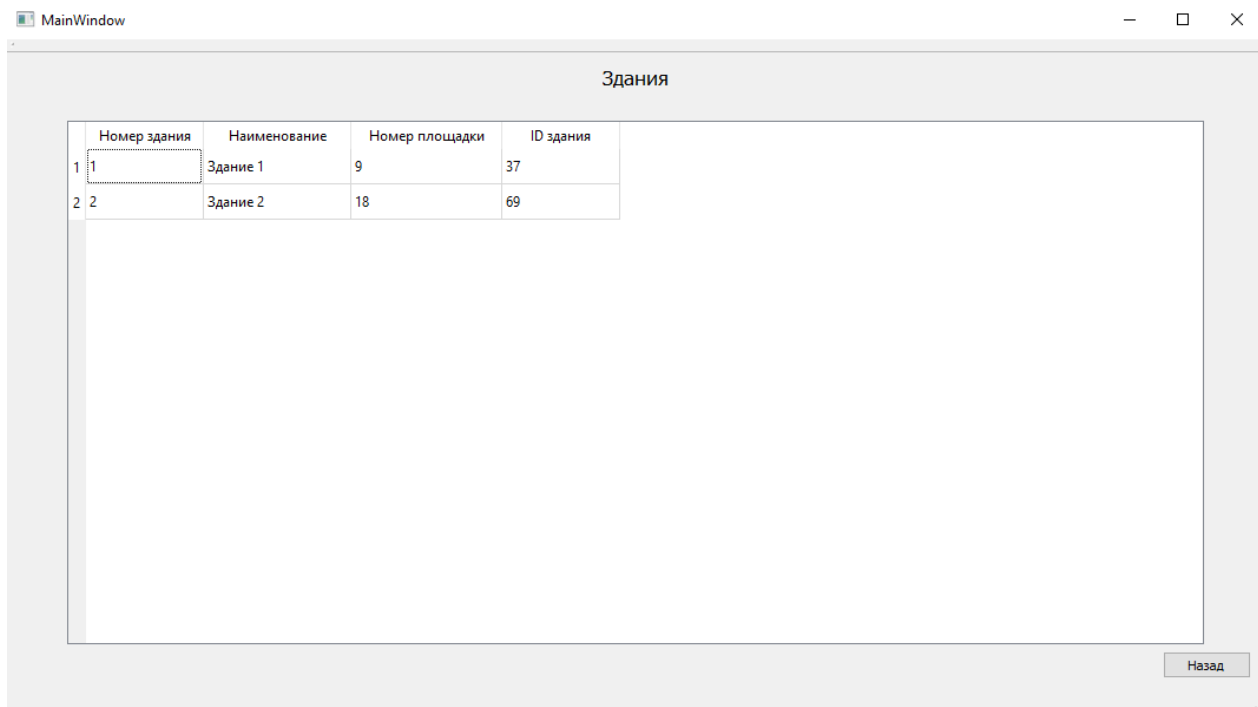 MainWindow
Здания
Номер здания Наименование Номер площадки ID здания
1 1 Здание 1 9 37
2 2 Здание 2 18 69
Назад